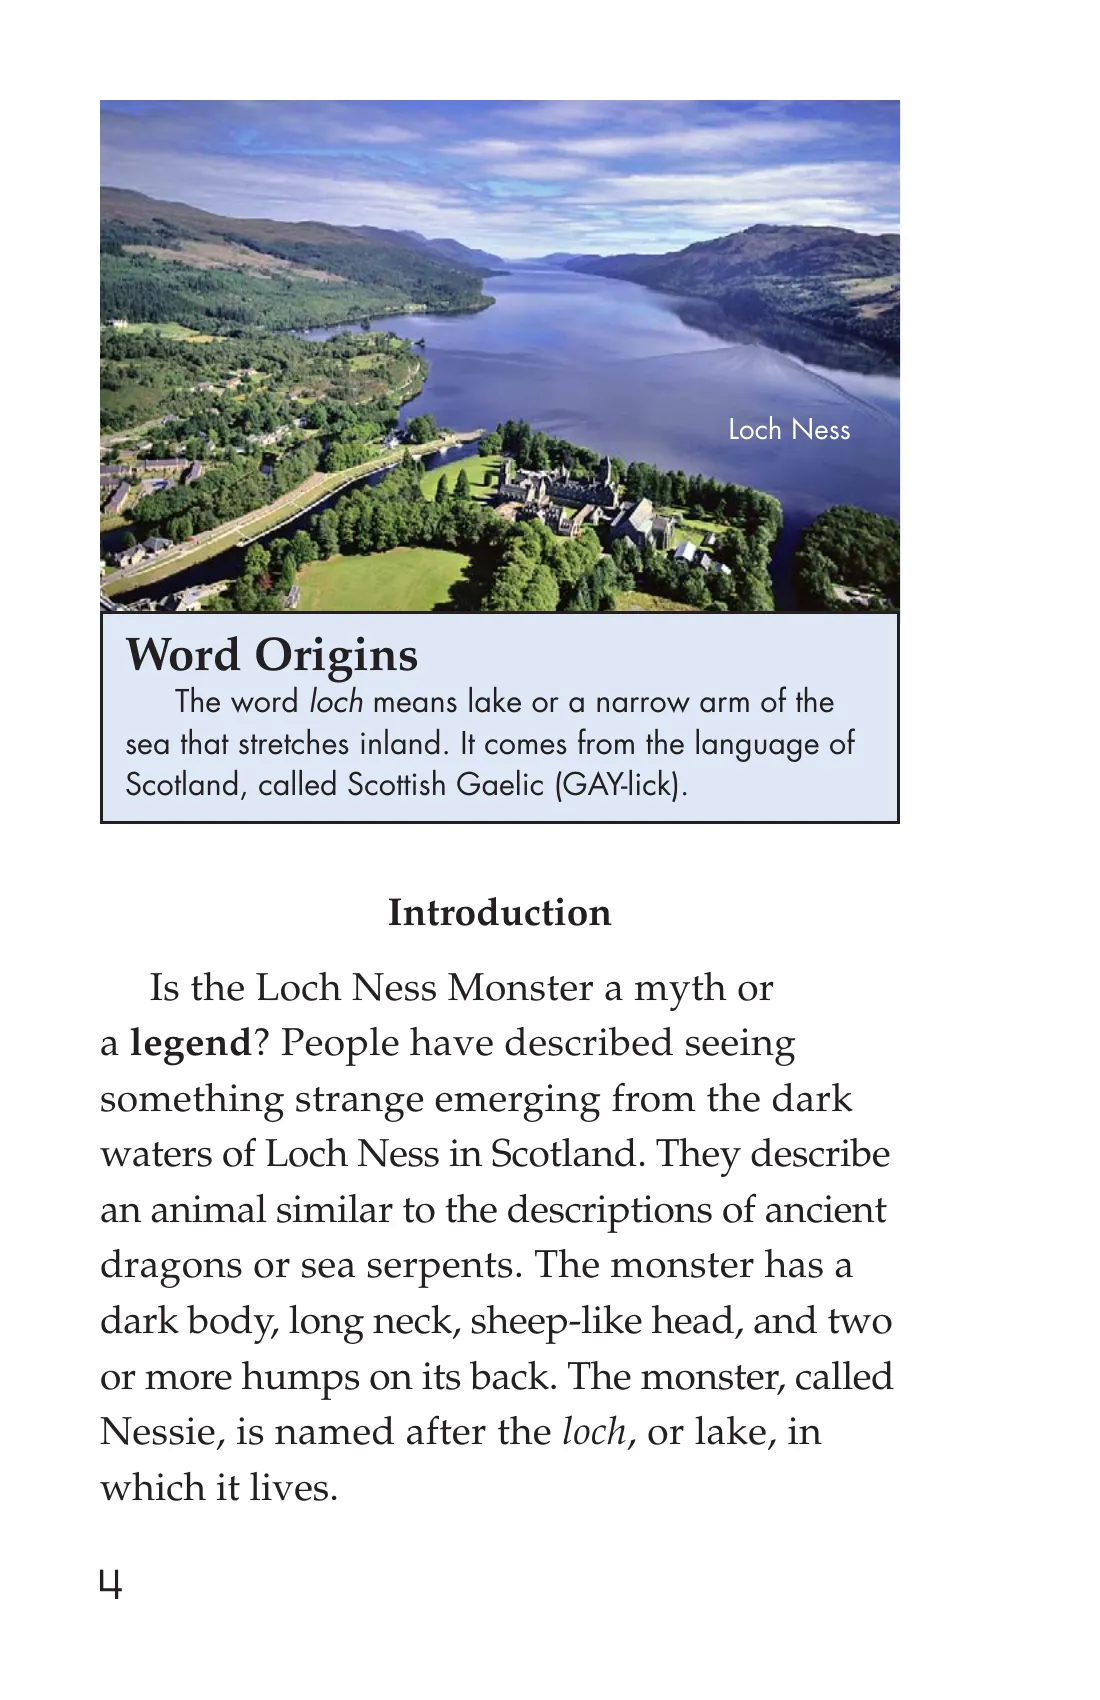 Loch Ness
Word Origins
The word loch means lake or a narrow arm of the
sea that stretches inland. It comes from the language of
Scotland, called Scottish Gaelic (GAY-lick).
Introduction
Is the Loch Ness Monster a myth or
a legend? People have described seeing
something strange emerging from the dark
waters of Loch Ness in Scotland. They describe
an animal similar to the descriptions of ancient
dragons or sea serpents. The monster has a
dark body, long neck, sheep-like head, and two
or more humps on its back. The monster, called
Nessie, is named after the loch, or lake, in
which it lives.
4